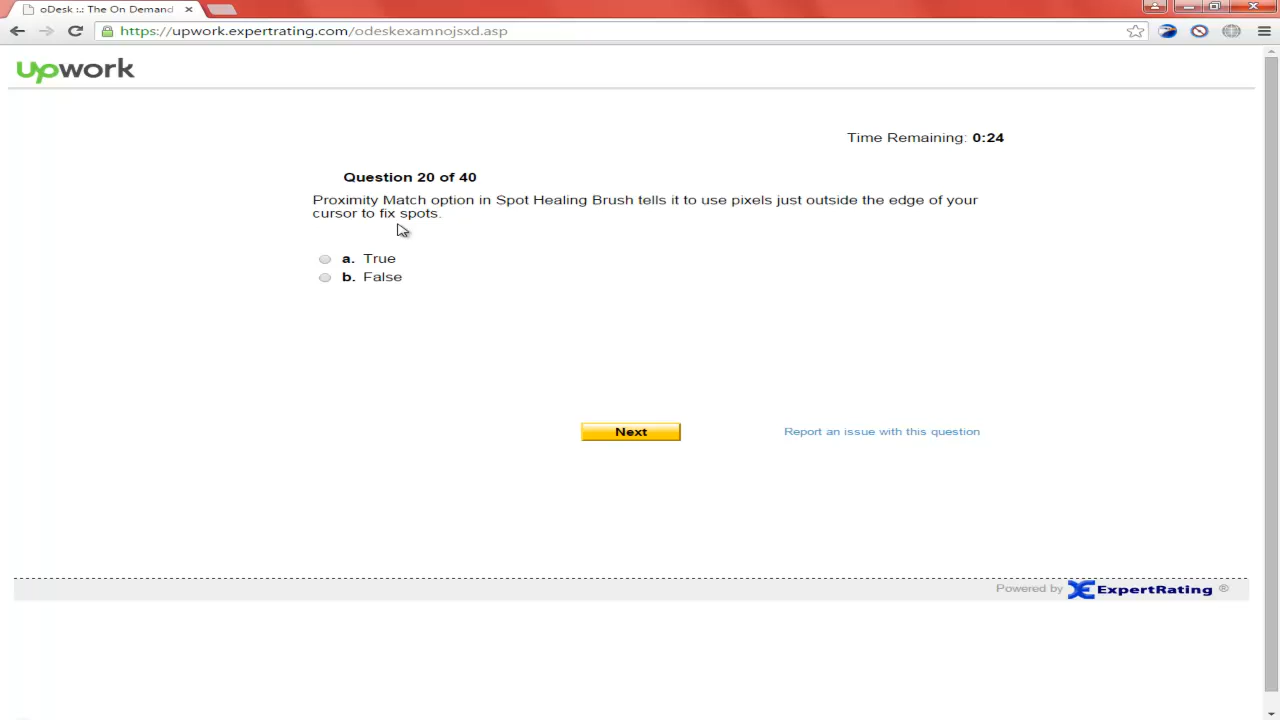 oDesk :.: The On Demand
https://upwork.expertrating.com/odeskexamnojsxd.asp
Upwork
Time Remaining: 0:24
Question 20 of 40
Proximity Match option in Spot Healing Brush tells it to use pixels just outside the edge of your
cursor to fix spots.
a. True
b. False
Next
Report an issue with this question
Powered by ExpertRating ®